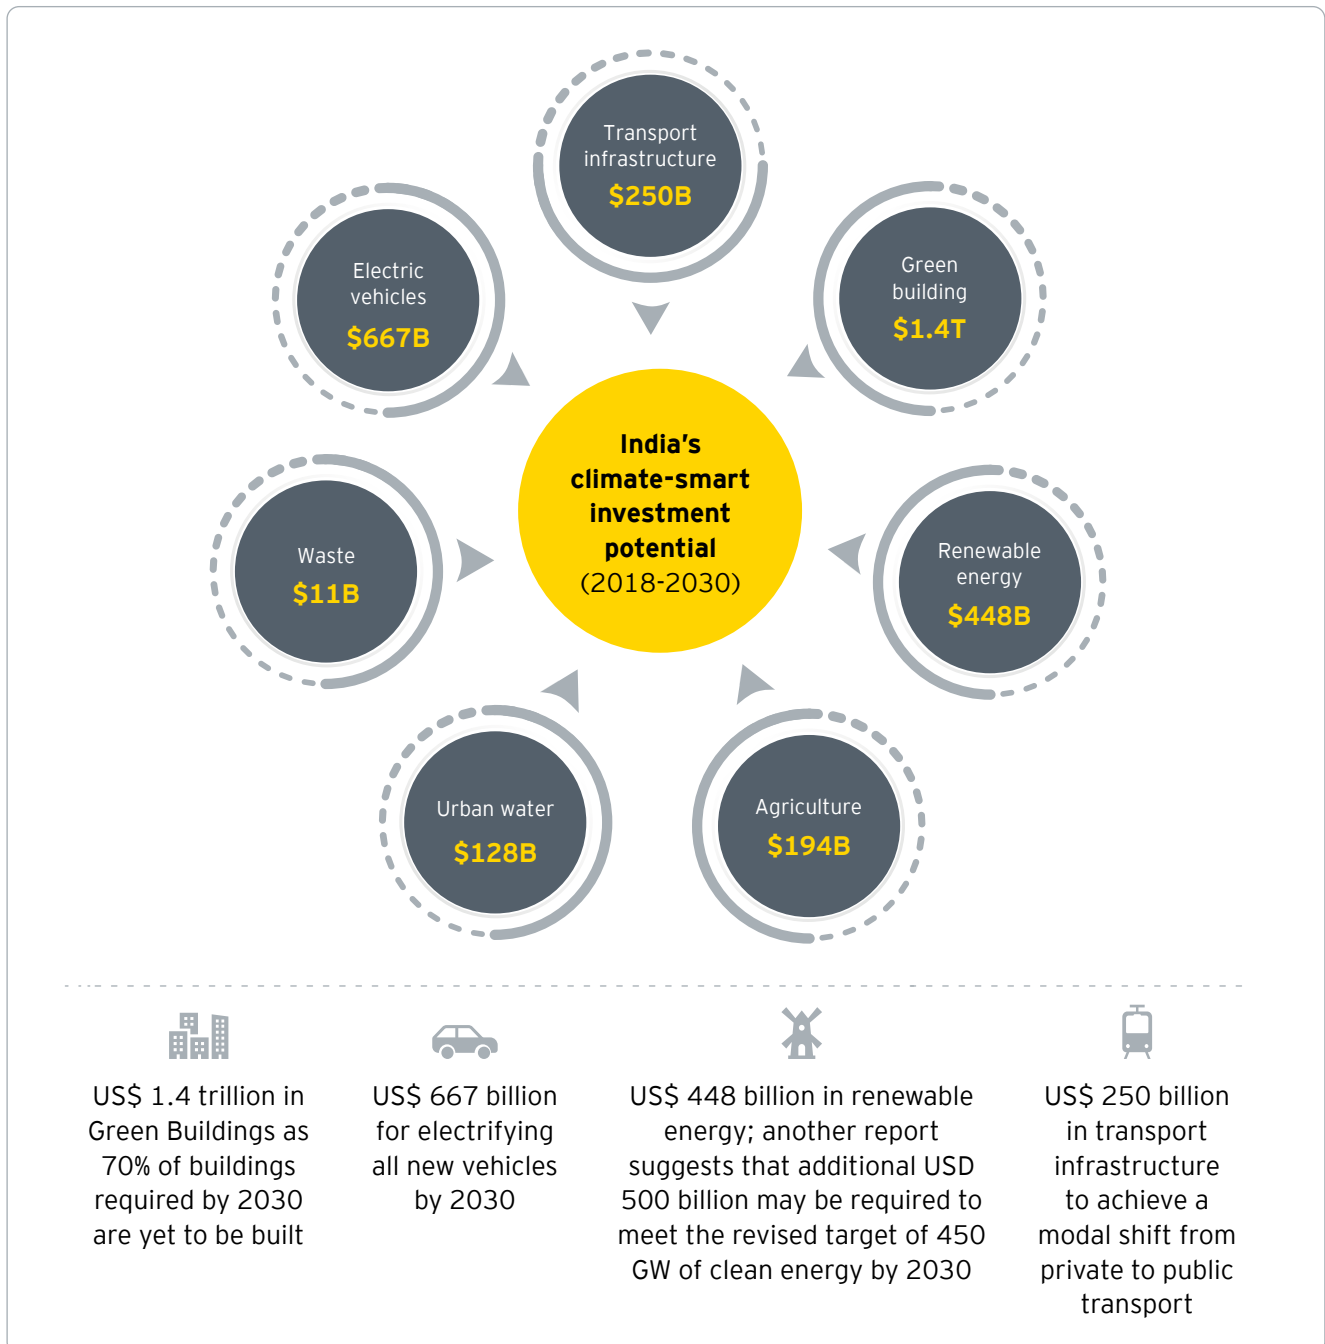 Transport
infrastructure
$250B
Green
building
$1.4T
Electric
vehicles
$667B
India's
climate-smart
investment
potential
(2018-2030)
Renewable
energy
$448B
Waste
$11B
Urban water
$128B
Agriculture
$194B
US$ 1.4 trillion in
Green Buildings as
70% of buildings
required by 2030
are yet to be built
US$ 667 billion
for electrifying
all new vehicles
by 2030
US$ 448 billion in renewable
energy; another report
suggests that additional USD
500 billion may be required to
meet the revised target of 450
GW of clean energy by 2030
US$ 250 billion
in transport
infrastructure
to achieve a
modal shift from
private to public
transport